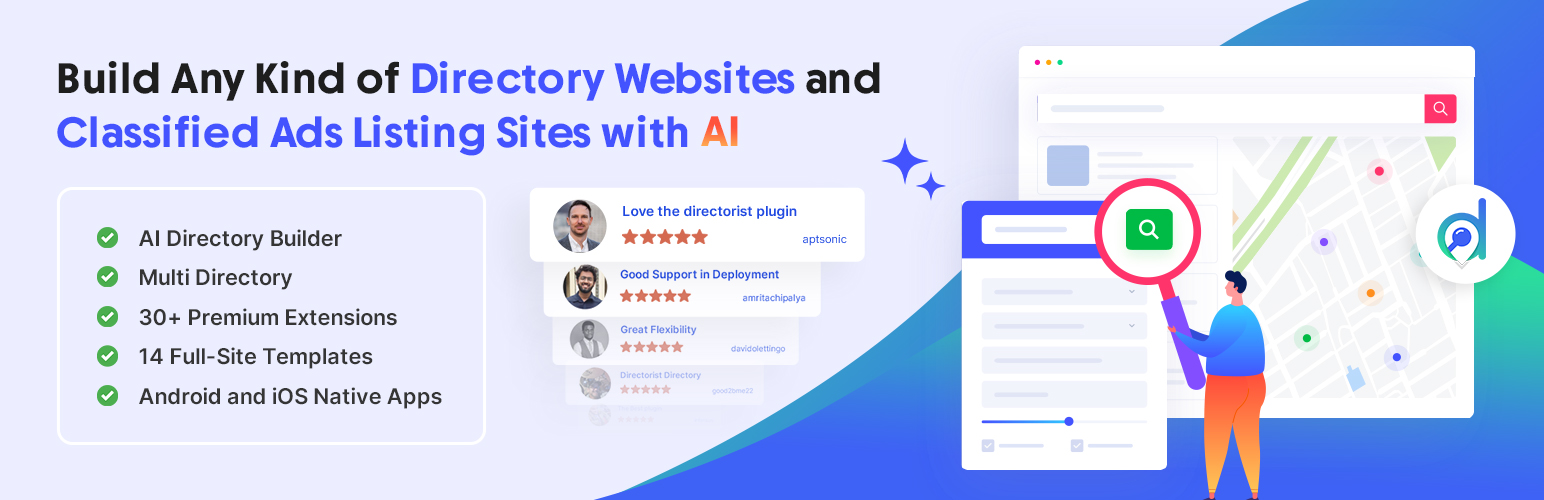 Build Any Kind of Directory Websites and
Classified Ads Listing Sites with AI
AI Directory Builder
Multi Directory
30+ Premium Extensions
14 Full-Site Templates
Android and iOS Native Apps
Love the directorist plugin
aptsonic
Good Support in Deployment
amritachipalya
Great Flexibility
davidolettingo
Directorist Directory
good2bme22